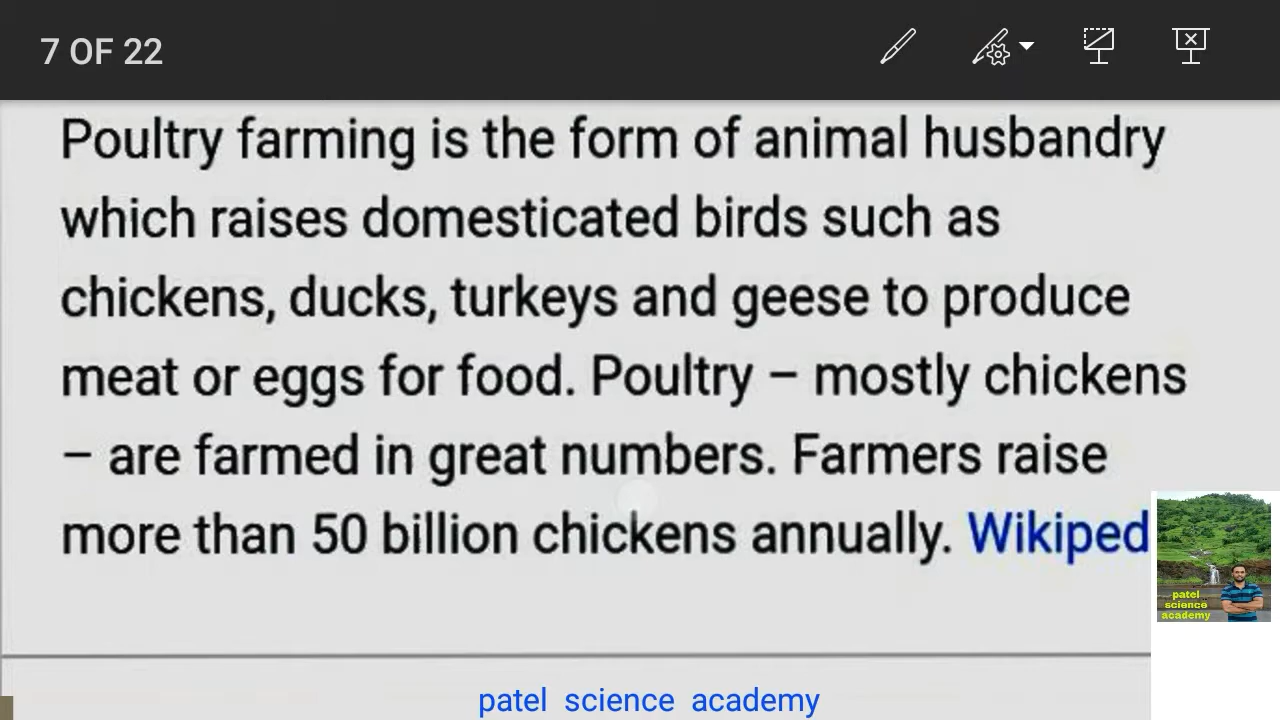 7 OF 22
Poultry farming is the form of animal husbandry
which raises domesticated birds such as
chickens, ducks, turkeys and geese to produce
meat or eggs for food. Poultry – mostly chickens
– are farmed in great numbers. Farmers raise
more than 50 billion chickens annually. Wikiped
patel
science
academy
patel science academy